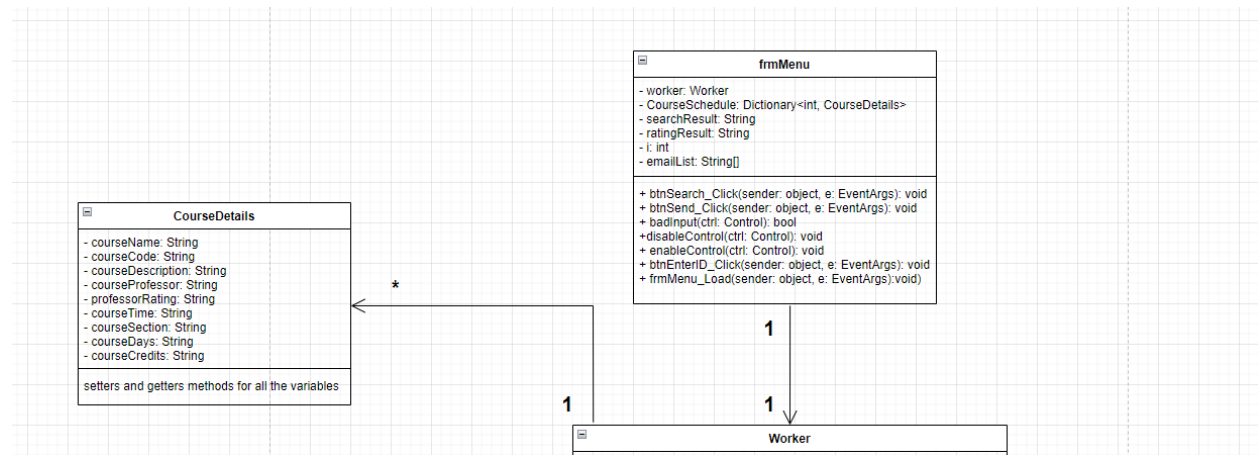 frmMenu
- worker: Worker
- CourseSchedule: Dictionary<int, CourseDetails>
- searchResult: String
- ratingResult: String
- i: int
- emailList: String[]
+ btnSearch_Click(sender: object, e: EventArgs): void
+ btnSend_Click(sender: object, e: EventArgs): void
+ badInput(ctrl: Control): bool
+disableControl(ctrl: Control): void
+ enableControl(ctrl: Control): void
+ btnEnterID_Click(sender: object, e: EventArgs): void
+ frmMenu_Load(sender: object, e: EventArgs):void)
CourseDetails
- courseName: String
- courseCode: String
- courseDescription: String
- courseProfessor: String
- professorRating: String
- courseTime: String
- courseSection: String
- courseDays: String
- courseCredits: String
setters and getters methods for all the variables
*
1
1
1
Worker